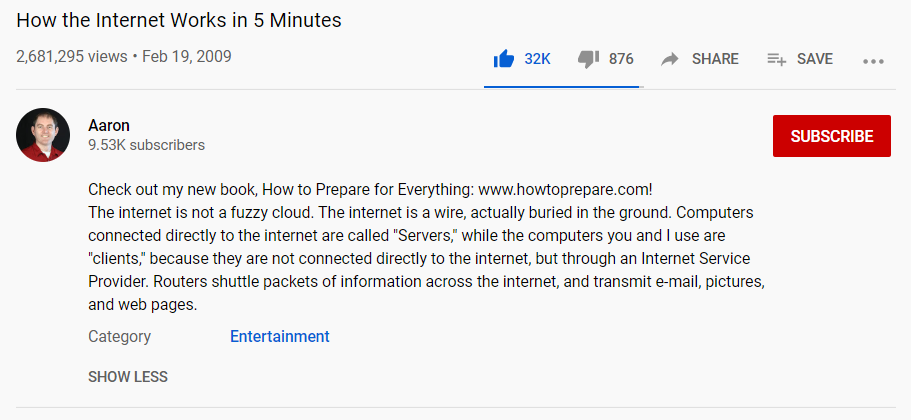 How the Internet Works in 5 Minutes
2,681,295 views • Feb 19, 2009
32K
876
SHARE
SAVE
Aaron
9.53K subscribers
SUBSCRIBE
Check out my new book, How to Prepare for Everything: www.howtoprepare.com!
The internet is not a fuzzy cloud. The internet is a wire, actually buried in the ground. Computers
connected directly to the internet are called "Servers," while the computers you and I use are
"clients," because they are not connected directly to the internet, but through an Internet Service
Provider. Routers shuttle packets of information across the internet, and transmit e-mail, pictures,
and web pages.
Category
Entertainment
SHOW LESS